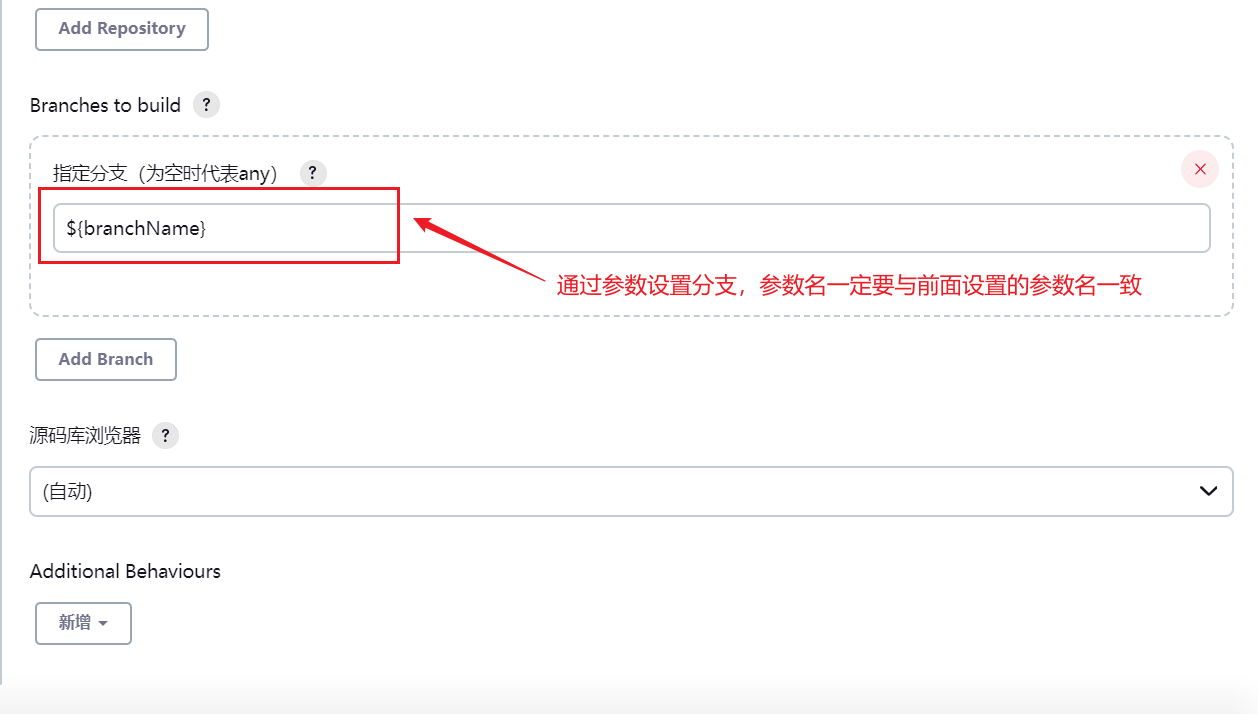 Add Repository
Branches to build ?
指定分支（为空时代表any） ?
${branchName}
通过参数设置分支，参数名一定要与前面设置的参数名一致
Add Branch
源码库浏览器 ?
(自动)
Additional Behaviours
新增